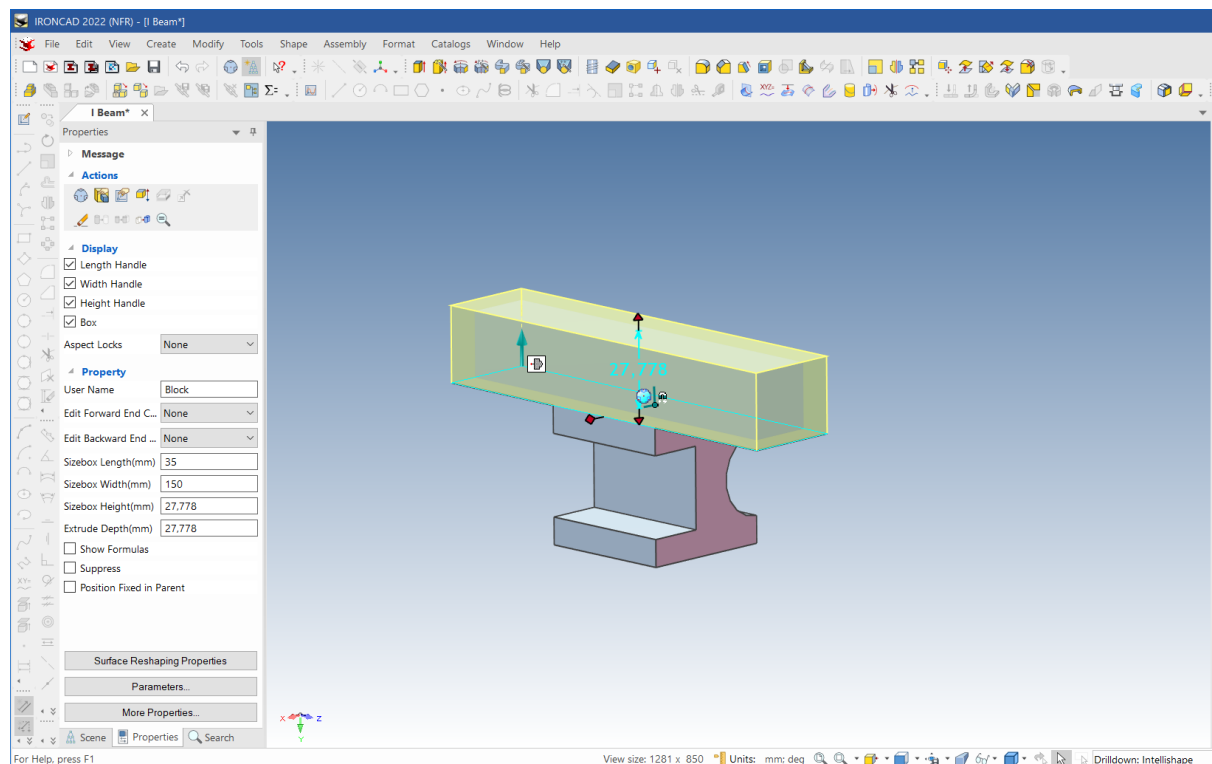 IRONCAD 2022 (NFR) - [I Beam*]
File Edit View Create Modify Tools Shape Assembly Format Catalogs Window Help
I Beam*
Properties
Message
Actions
Display
Length Handle
Width Handle
Height Handle
Box
Aspect Locks None
Property
User Name Block
Edit Forward End C... None
Edit Backward End ... None
Sizebox Length(mm) 35
Sizebox Width(mm) 150
Sizebox Height(mm) 27,778
Extrude Depth(mm) 27,778
Show Formulas
Suppress
Position Fixed in Parent
Surface Reshaping Properties
Parameters...
More Properties...
Scene Properties Search
27,778
X Z
Y
For Help, press F1
View size: 1281 x 850 Units: mm; deg Drilldown: Intellishape